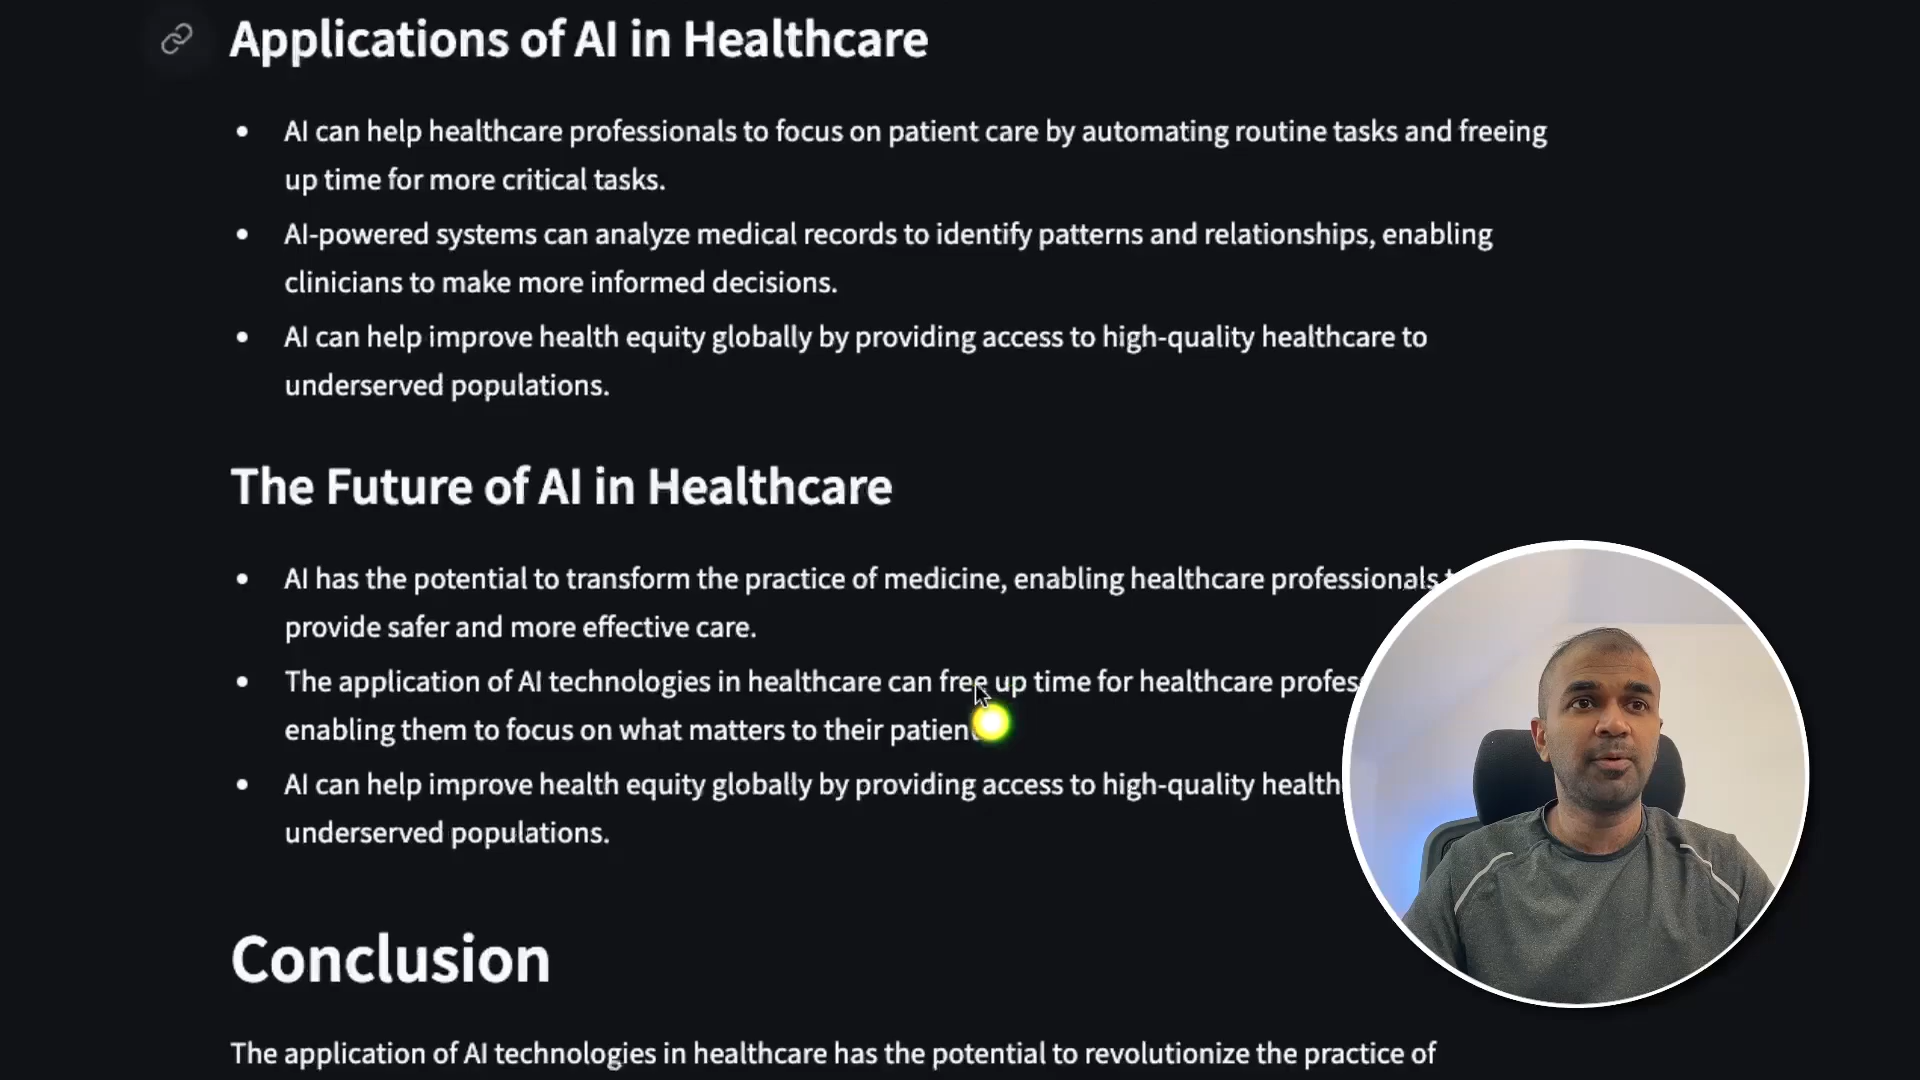 Applications of AI in Healthcare
AI can help healthcare professionals to focus on patient care by automating routine tasks and freeing
up time for more critical tasks.
AI-powered systems can analyze medical records to identify patterns and relationships, enabling
clinicians to make more informed decisions.
AI can help improve health equity globally by providing access to high-quality healthcare to
underserved populations.
The Future of AI in Healthcare
AI has the potential to transform the practice of medicine, enabling healthcare professionals
provide safer and more effective care.
The application of AI technologies in healthcare can free up time for healthcare
enabling them to focus on what matters to their
AI can help improve health equity globally by providing access to high-quality
underserved populations.
Conclusion
The application of AI technologies in healthcare has the potential to revolutionize the practice of